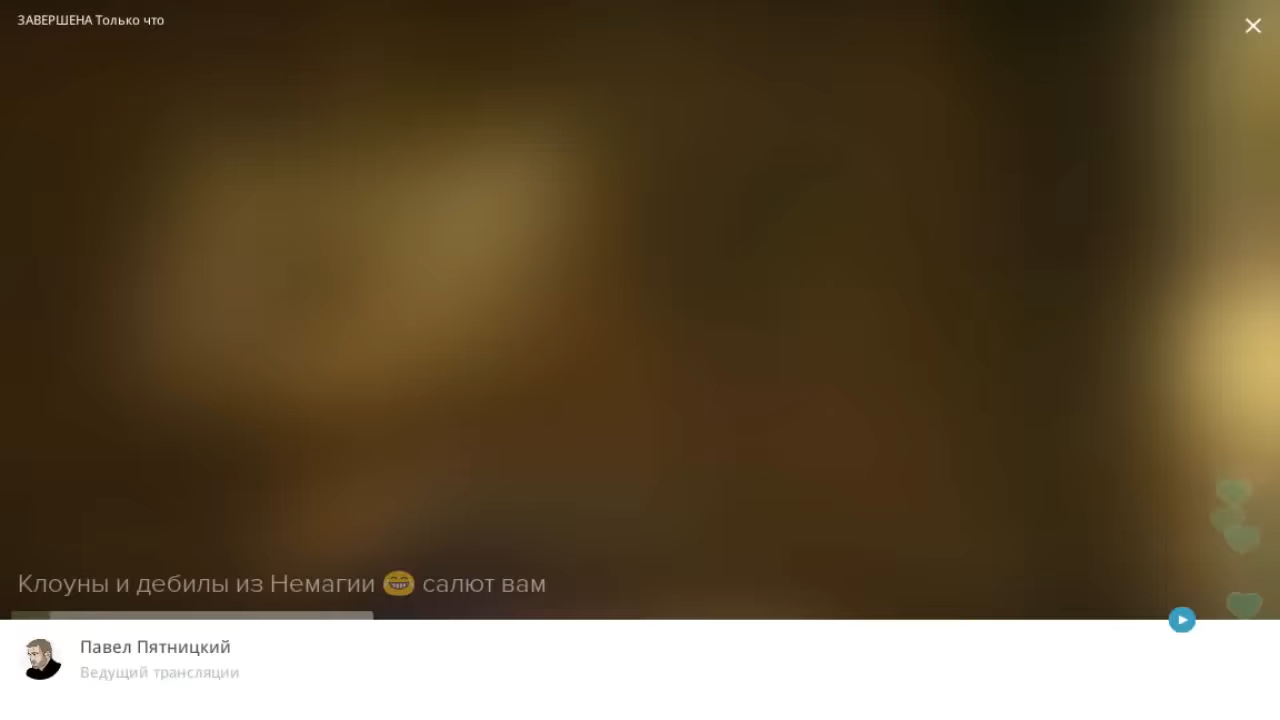 ЗАВЕРШЕНА Только что
Клоуны и дебилы из Немагии 😁 салют вам
Павел Пятницкий
Ведущий трансляции